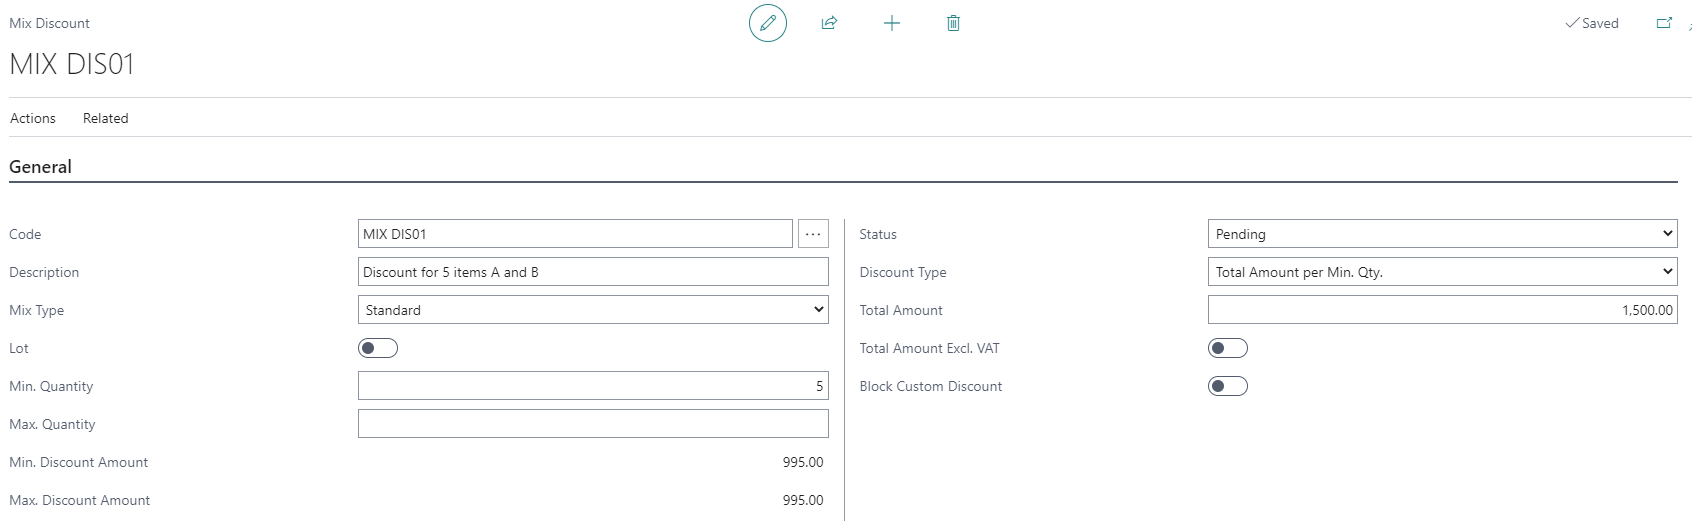 Mix Discount
Saved
MIX DIS01
Actions Related
General
Code MIX DIS01 ...
Description Discount for 5 items A and B
Mix Type Standard
Lot
Min. Quantity 5
Max. Quantity
Min. Discount Amount 995.00
Max. Discount Amount 995.00
Status Pending
Discount Type Total Amount per Min. Qty.
Total Amount 1,500.00
Total Amount Excl. VAT
Block Custom Discount